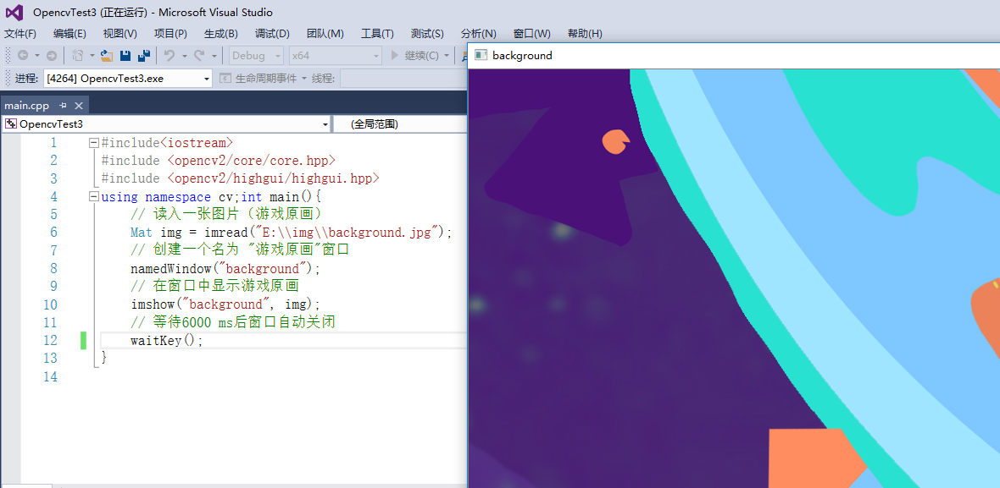 OpencvTest3 (正在运行) - Microsoft Visual Studio
文件(F) 编辑(E) 视图(V) 项目(P) 生成(B) 调试(D) 团队(M) 工具(T) 测试(S) 分析(N) 窗口(W) 帮助(H)
Debug x64 继续(C)
background
进程: [4264] OpencvTest3.exe 生命周期事件 线程:
main.cpp
OpencvTest3 (全局范围)
1 #include<iostream>
2 #include <opencv2/core/core.hpp>
3 #include <opencv2/highgui/highgui.hpp>
4 using namespace cv;int main(){
5 // 读入一张图片（游戏原画）
6 Mat img = imread("E:\\img\\background.jpg");
7 // 创建一个名为 "游戏原画"窗口
8 namedWindow("background");
9 // 在窗口中显示游戏原画
10 imshow("background", img);
11 // 等待6000 ms后窗口自动关闭
12 waitKey();
13 }
14